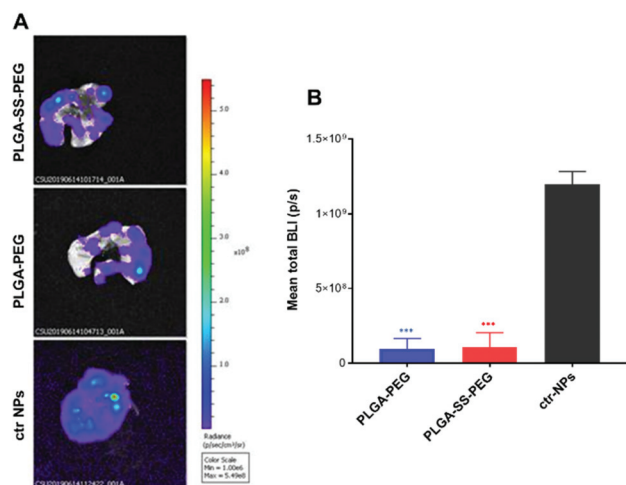 A
PLGA-SS-PEG
CSU20190614101714_001A
PLGA-PEG
CSU20190614104713_001A
ctr NPs
5.0
4.0
x10⁸
3.0
2.0
1.0
Radiance
(p/sec/cm²/sr)
Color Scale
Min = 1.00e6
Max = 5.49e8
B
Mean total BLI (p/s)
1.5×10⁹
1×10⁹
5×10⁸
0
***
***
PLGA-PEG
PLGA-SS-PEG
ctr-NPs